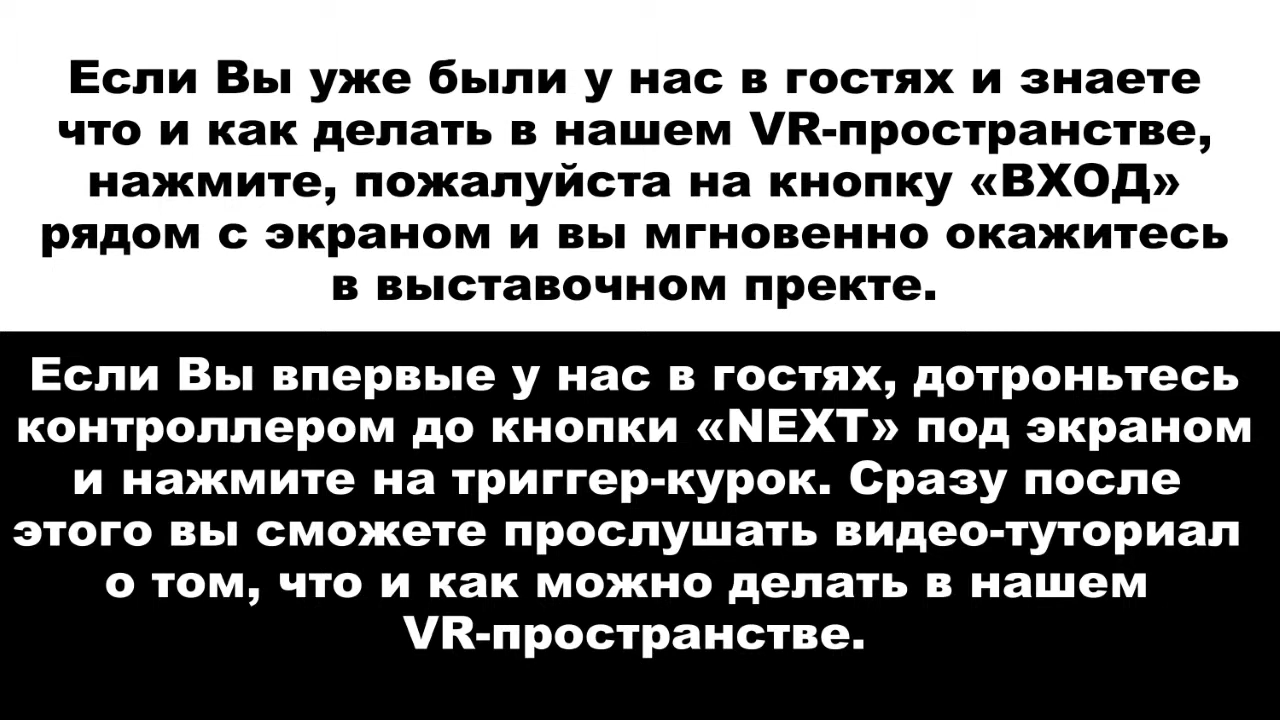 Если Вы уже были у нас в гостях и знаете
что и как делать в нашем VR-пространстве,
нажмите, пожалуйста на кнопку «ВХОД»
рядом с экраном и вы мгновенно окажитесь
в выставочном пректе.
Если Вы впервые у нас в гостях, дотроньтесь
контроллером до кнопки «NEXT» под экраном
и нажмите на триггер-курок. Сразу после
этого вы сможете прослушать видео-туториал
о том, что и как можно делать в нашем
VR-пространстве.